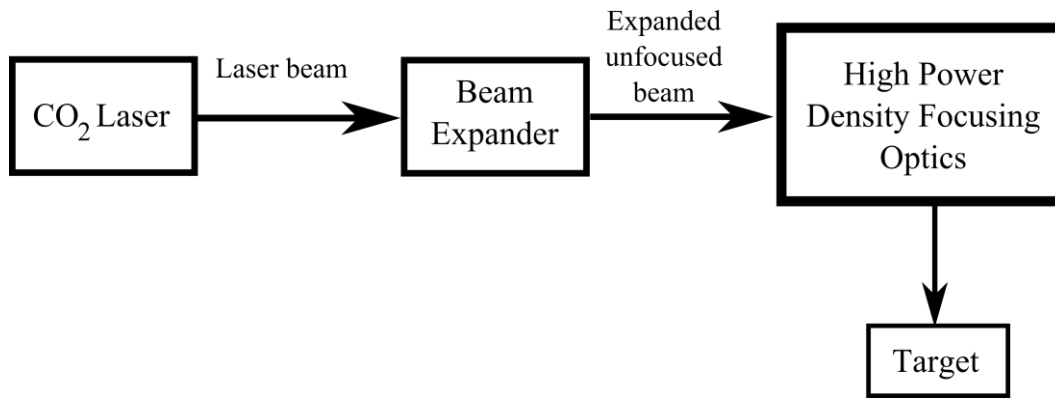 CO₂ Laser
Laser beam
Beam
Expander
Expanded
unfocused
beam
High Power
Density Focusing
Optics
Target